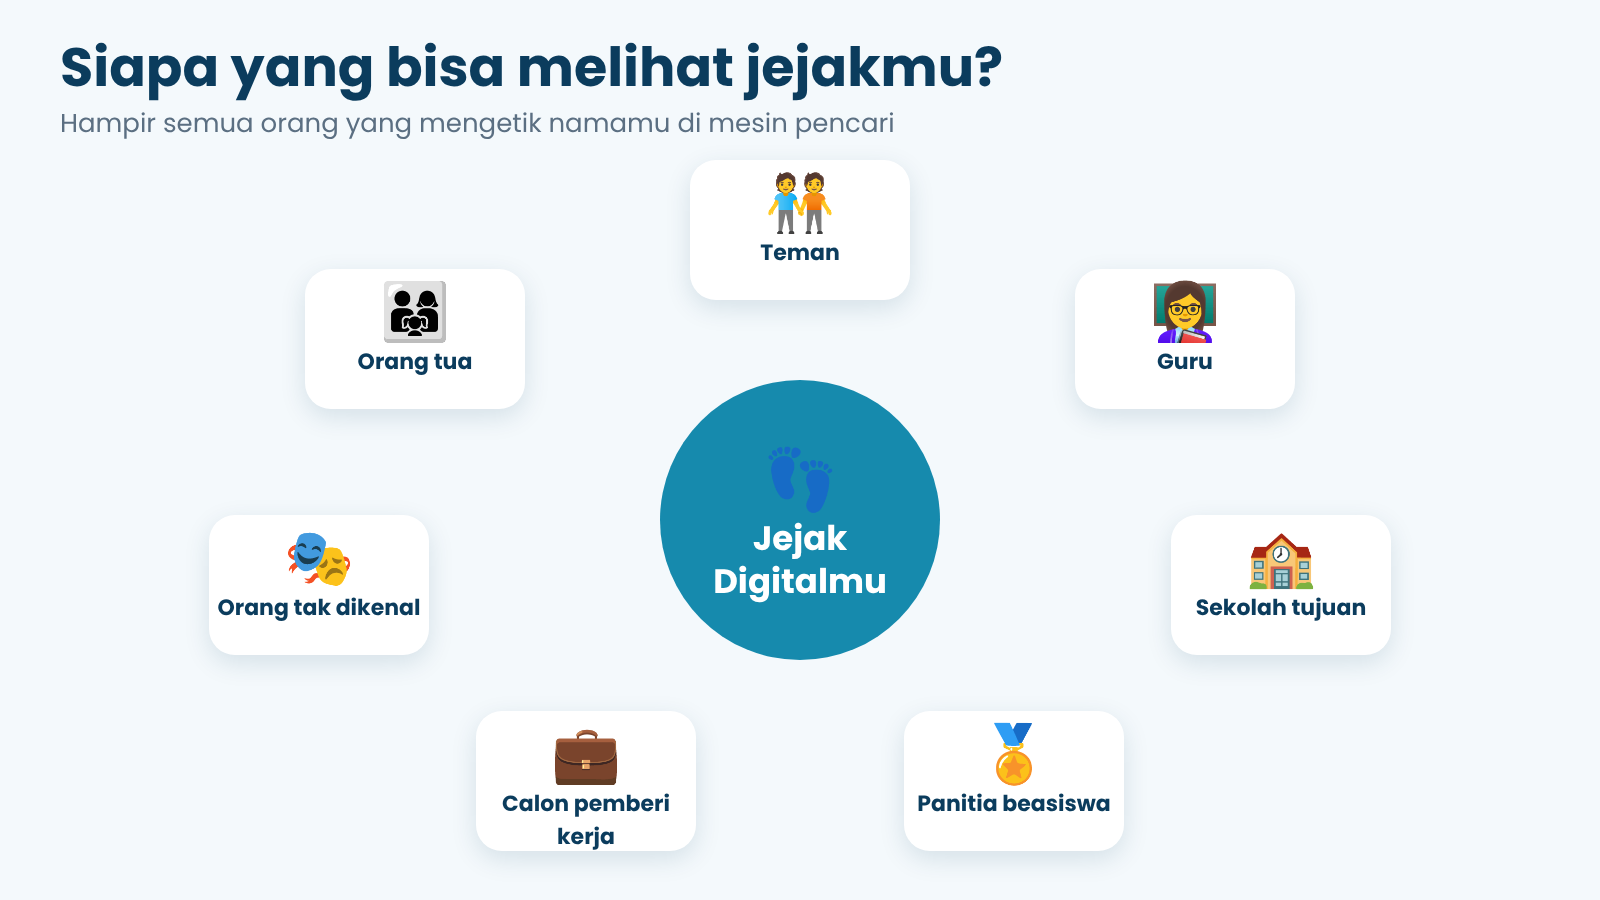 Siapa yang bisa melihat jejakmu?
Hampir semua orang yang mengetik namamu di mesin pencari
Teman
Orang tua
Guru
Jejak
Digitalmu
Orang tak dikenal
Sekolah tujuan
Calon pemberi
kerja
Panitia beasiswa